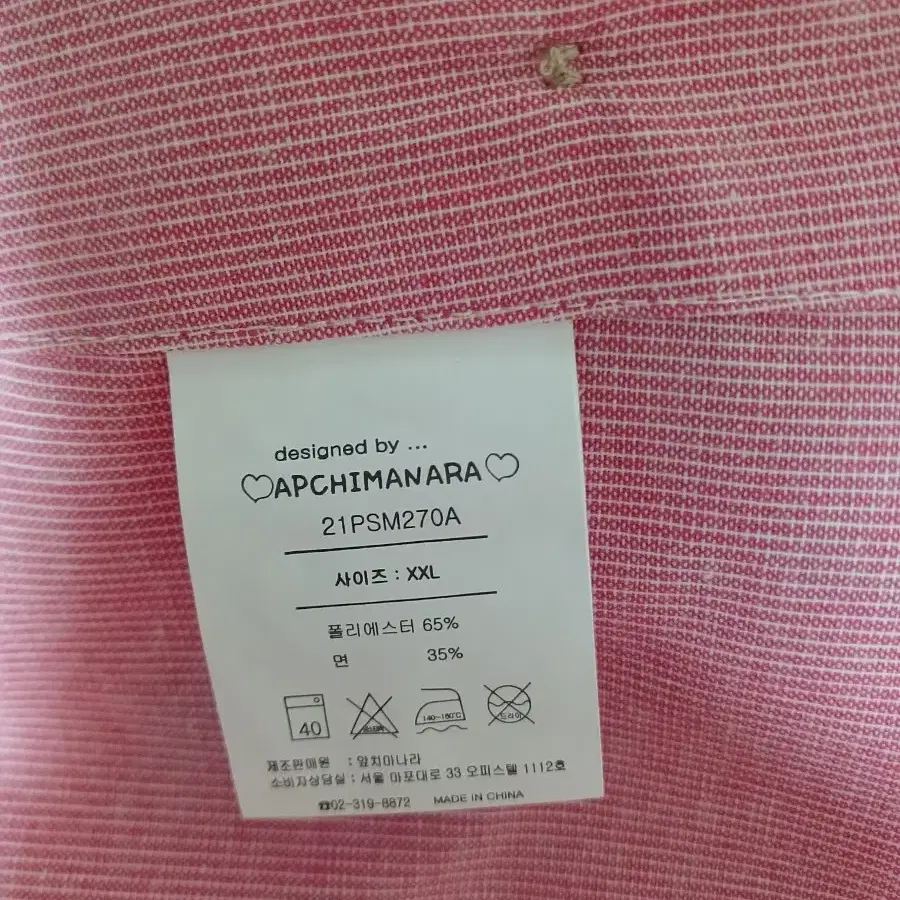 designed by ...
♡APCHIMANARA♡
21PSM270A
사이즈 : XXL
폴리에스터 65%
면 35%
40
140~160℃
드라이
제조판매원 : 앞치마나라
소비자상담실 : 서울 마포대로 33 오피스텔 1112호
☎02-319-8872 MADE IN CHINA